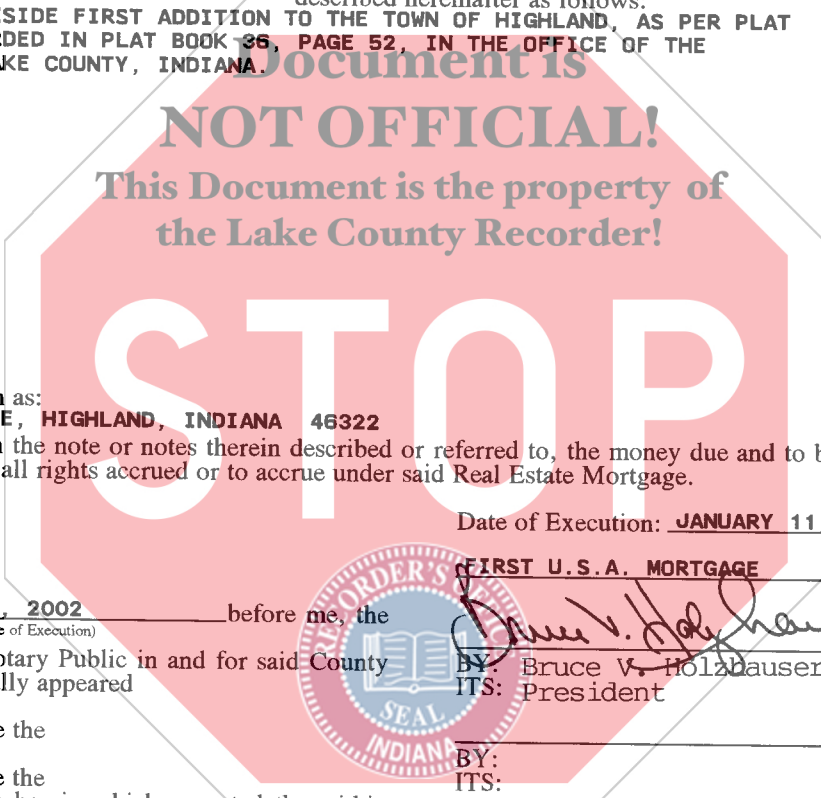 described hereinafter as follows:
SIDE FIRST ADDITION TO THE TOWN OF HIGHLAND, AS PER PLAT
DED IN PLAT BOOK 36, PAGE 52, IN THE OFFICE OF THE
KE COUNTY, INDIANA.
Document is
NOT OFFICIAL!
This Document is the property of
the Lake County Recorder!
STOP
as:
E, HIGHLAND, INDIANA 46322
the note or notes therein described or referred to, the money due and to b
all rights accrued or to accrue under said Real Estate Mortgage.
Date of Execution: JANUARY 11
FIRST U.S.A. MORTGAGE
, 2002 before me, the
of Execution)
Bruce V. Holzhau
otary Public in and for said County
lly appeared
BY: Bruce V. Holzhauser
ITS: President
RECORDER'S OFFICE
SEAL
INDIANA
e the
BY:
e the
ITS: